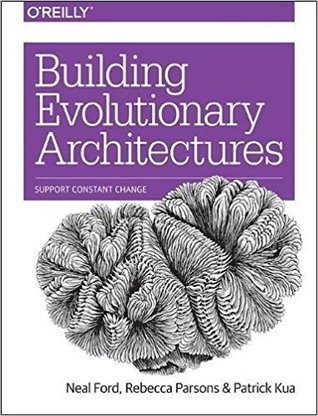 O'REILLY®
Building
Evolutionary
Architectures
SUPPORT CONSTANT CHANGE
Neal Ford, Rebecca Parsons & Patrick Kua